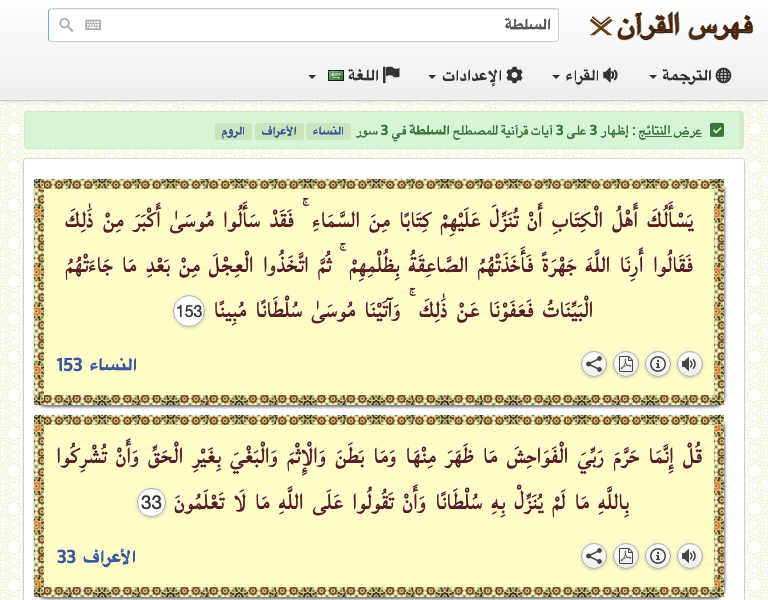 فهرس القرآن
السلطة
الترجمة القراء الإعدادات اللغة
عرض النتائج : إظهار 3 على 3 آيات قرآنية للمصطلح السلطة في 3 سور النساء الأعراف الروم
يَسْأَلُكَ أَهْلُ الْكِتَابِ أَنْ تُنَزِّلَ عَلَيْهِمْ كِتَابًا مِنَ السَّمَاءِ ۚ فَقَدْ سَأَلُوا مُوسَىٰ أَكْبَرَ مِنْ ذَٰلِكَ
فَقَالُوا أَرِنَا اللَّهَ جَهْرَةً فَأَخَذَتْهُمُ الصَّاعِقَةُ بِظُلْمِهِمْ ۚ ثُمَّ اتَّخَذُوا الْعِجْلَ مِنْ بَعْدِ مَا جَاءَتْهُمُ
الْبَيِّنَاتُ فَعَفَوْنَا عَنْ ذَٰلِكَ ۚ وَآتَيْنَا مُوسَىٰ سُلْطَانًا مُبِينًا 153
النساء 153
قُلْ إِنَّمَا حَرَّمَ رَبِّيَ الْفَوَاحِشَ مَا ظَهَرَ مِنْهَا وَمَا بَطَنَ وَالْإِثْمَ وَالْبَغْيَ بِغَيْرِ الْحَقِّ وَأَنْ تُشْرِكُوا
بِاللَّهِ مَا لَمْ يُنَزِّلْ بِهِ سُلْطَانًا وَأَنْ تَقُولُوا عَلَى اللَّهِ مَا لَا تَعْلَمُونَ 33
الأعراف 33